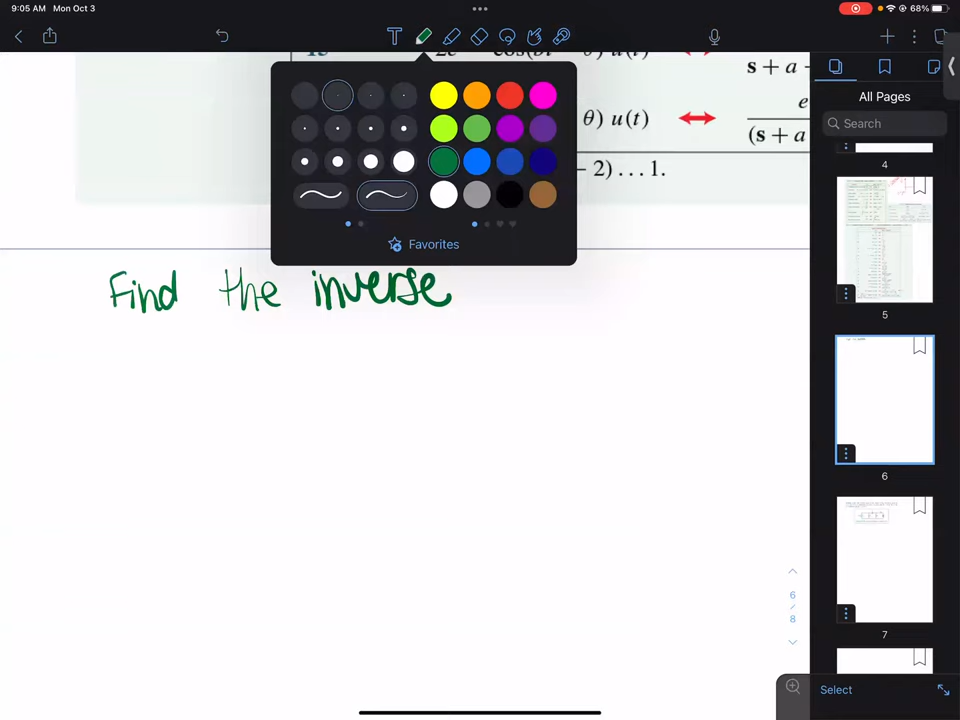 9:05 AM Mon Oct 3
68%
s + a
θ) u(t)
e
(s + a
– 2) . . . 1.
Favorites
Find the inverse
All Pages
Search
4
5
6
7
6
/
8
Select